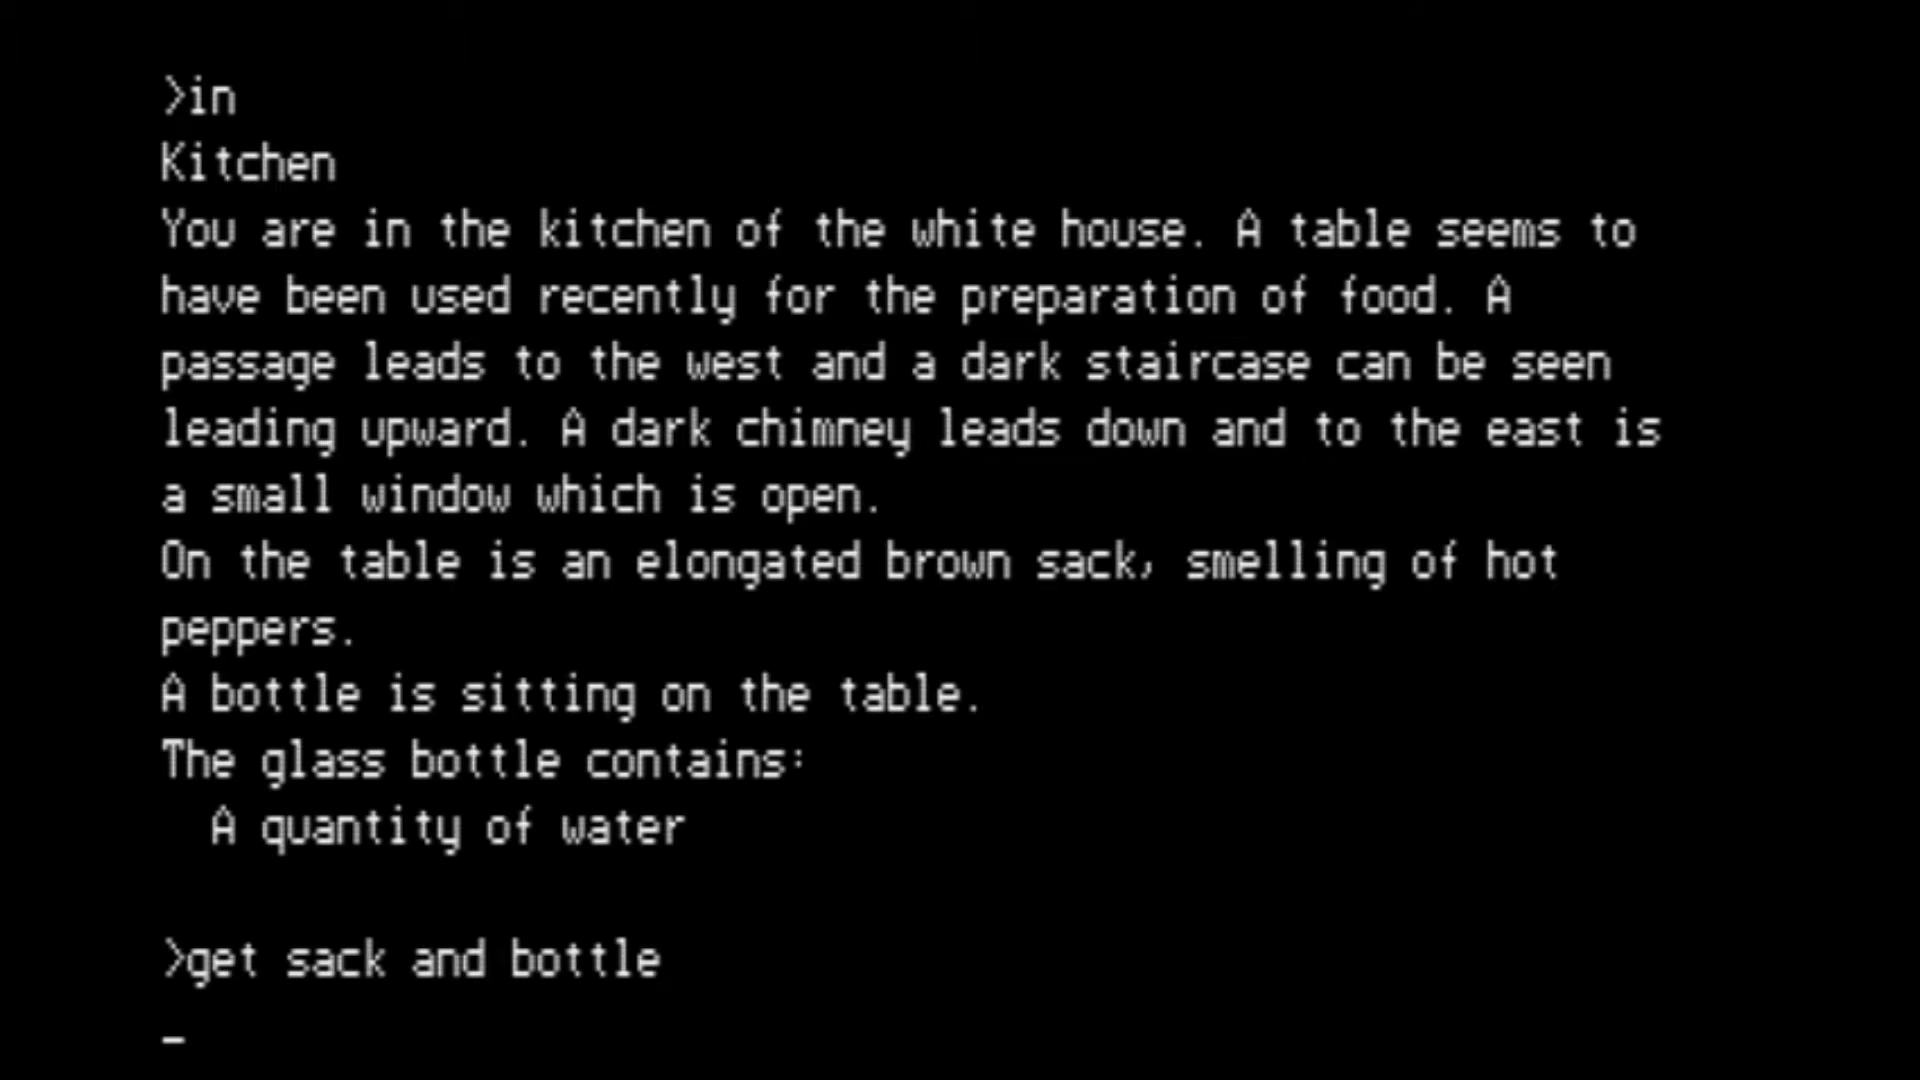 >in
Kitchen
You are in the kitchen of the white house. A table seems to
have been used recently for the preparation of food. A
passage leads to the west and a dark staircase can be seen
leading upward. A dark chimney leads down and to the east is
a small window which is open.
On the table is an elongated brown sack, smelling of hot
peppers.
A bottle is sitting on the table.
The glass bottle contains:
  A quantity of water
>get sack and bottle
_